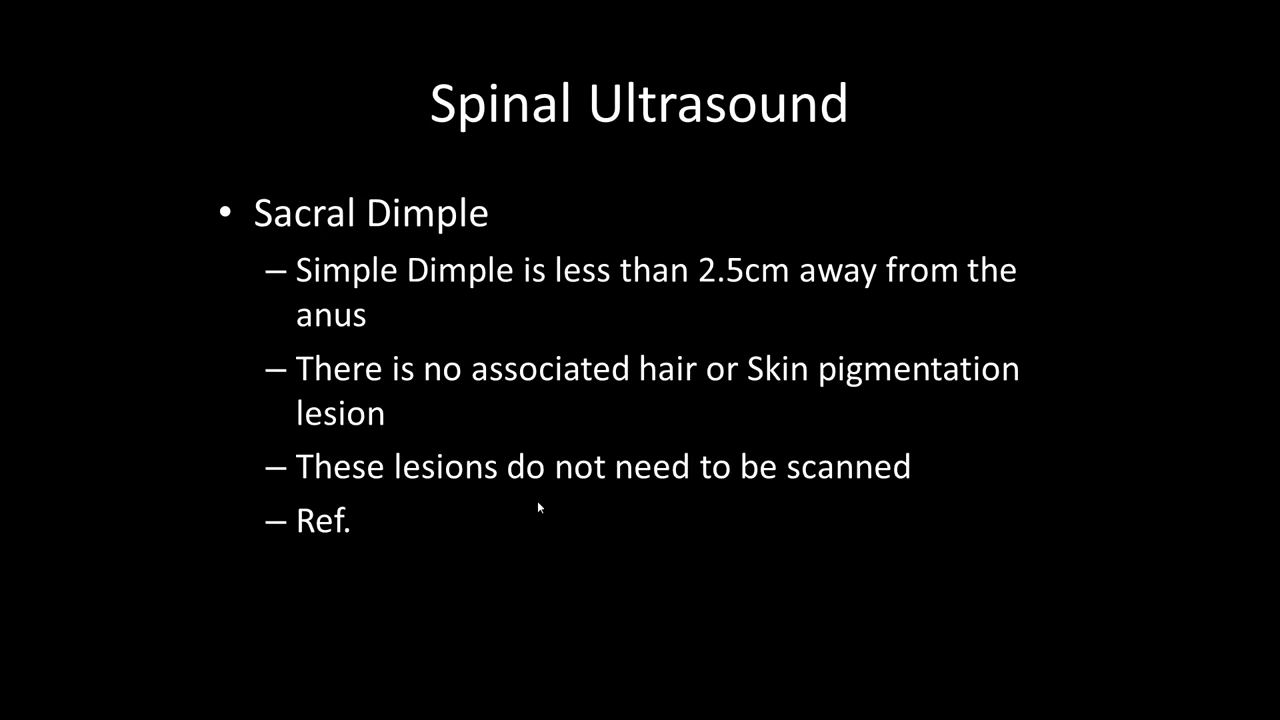 Spinal Ultrasound
• Sacral Dimple
– Simple Dimple is less than 2.5cm away from the
anus
– There is no associated hair or Skin pigmentation
lesion
– These lesions do not need to be scanned
– Ref.